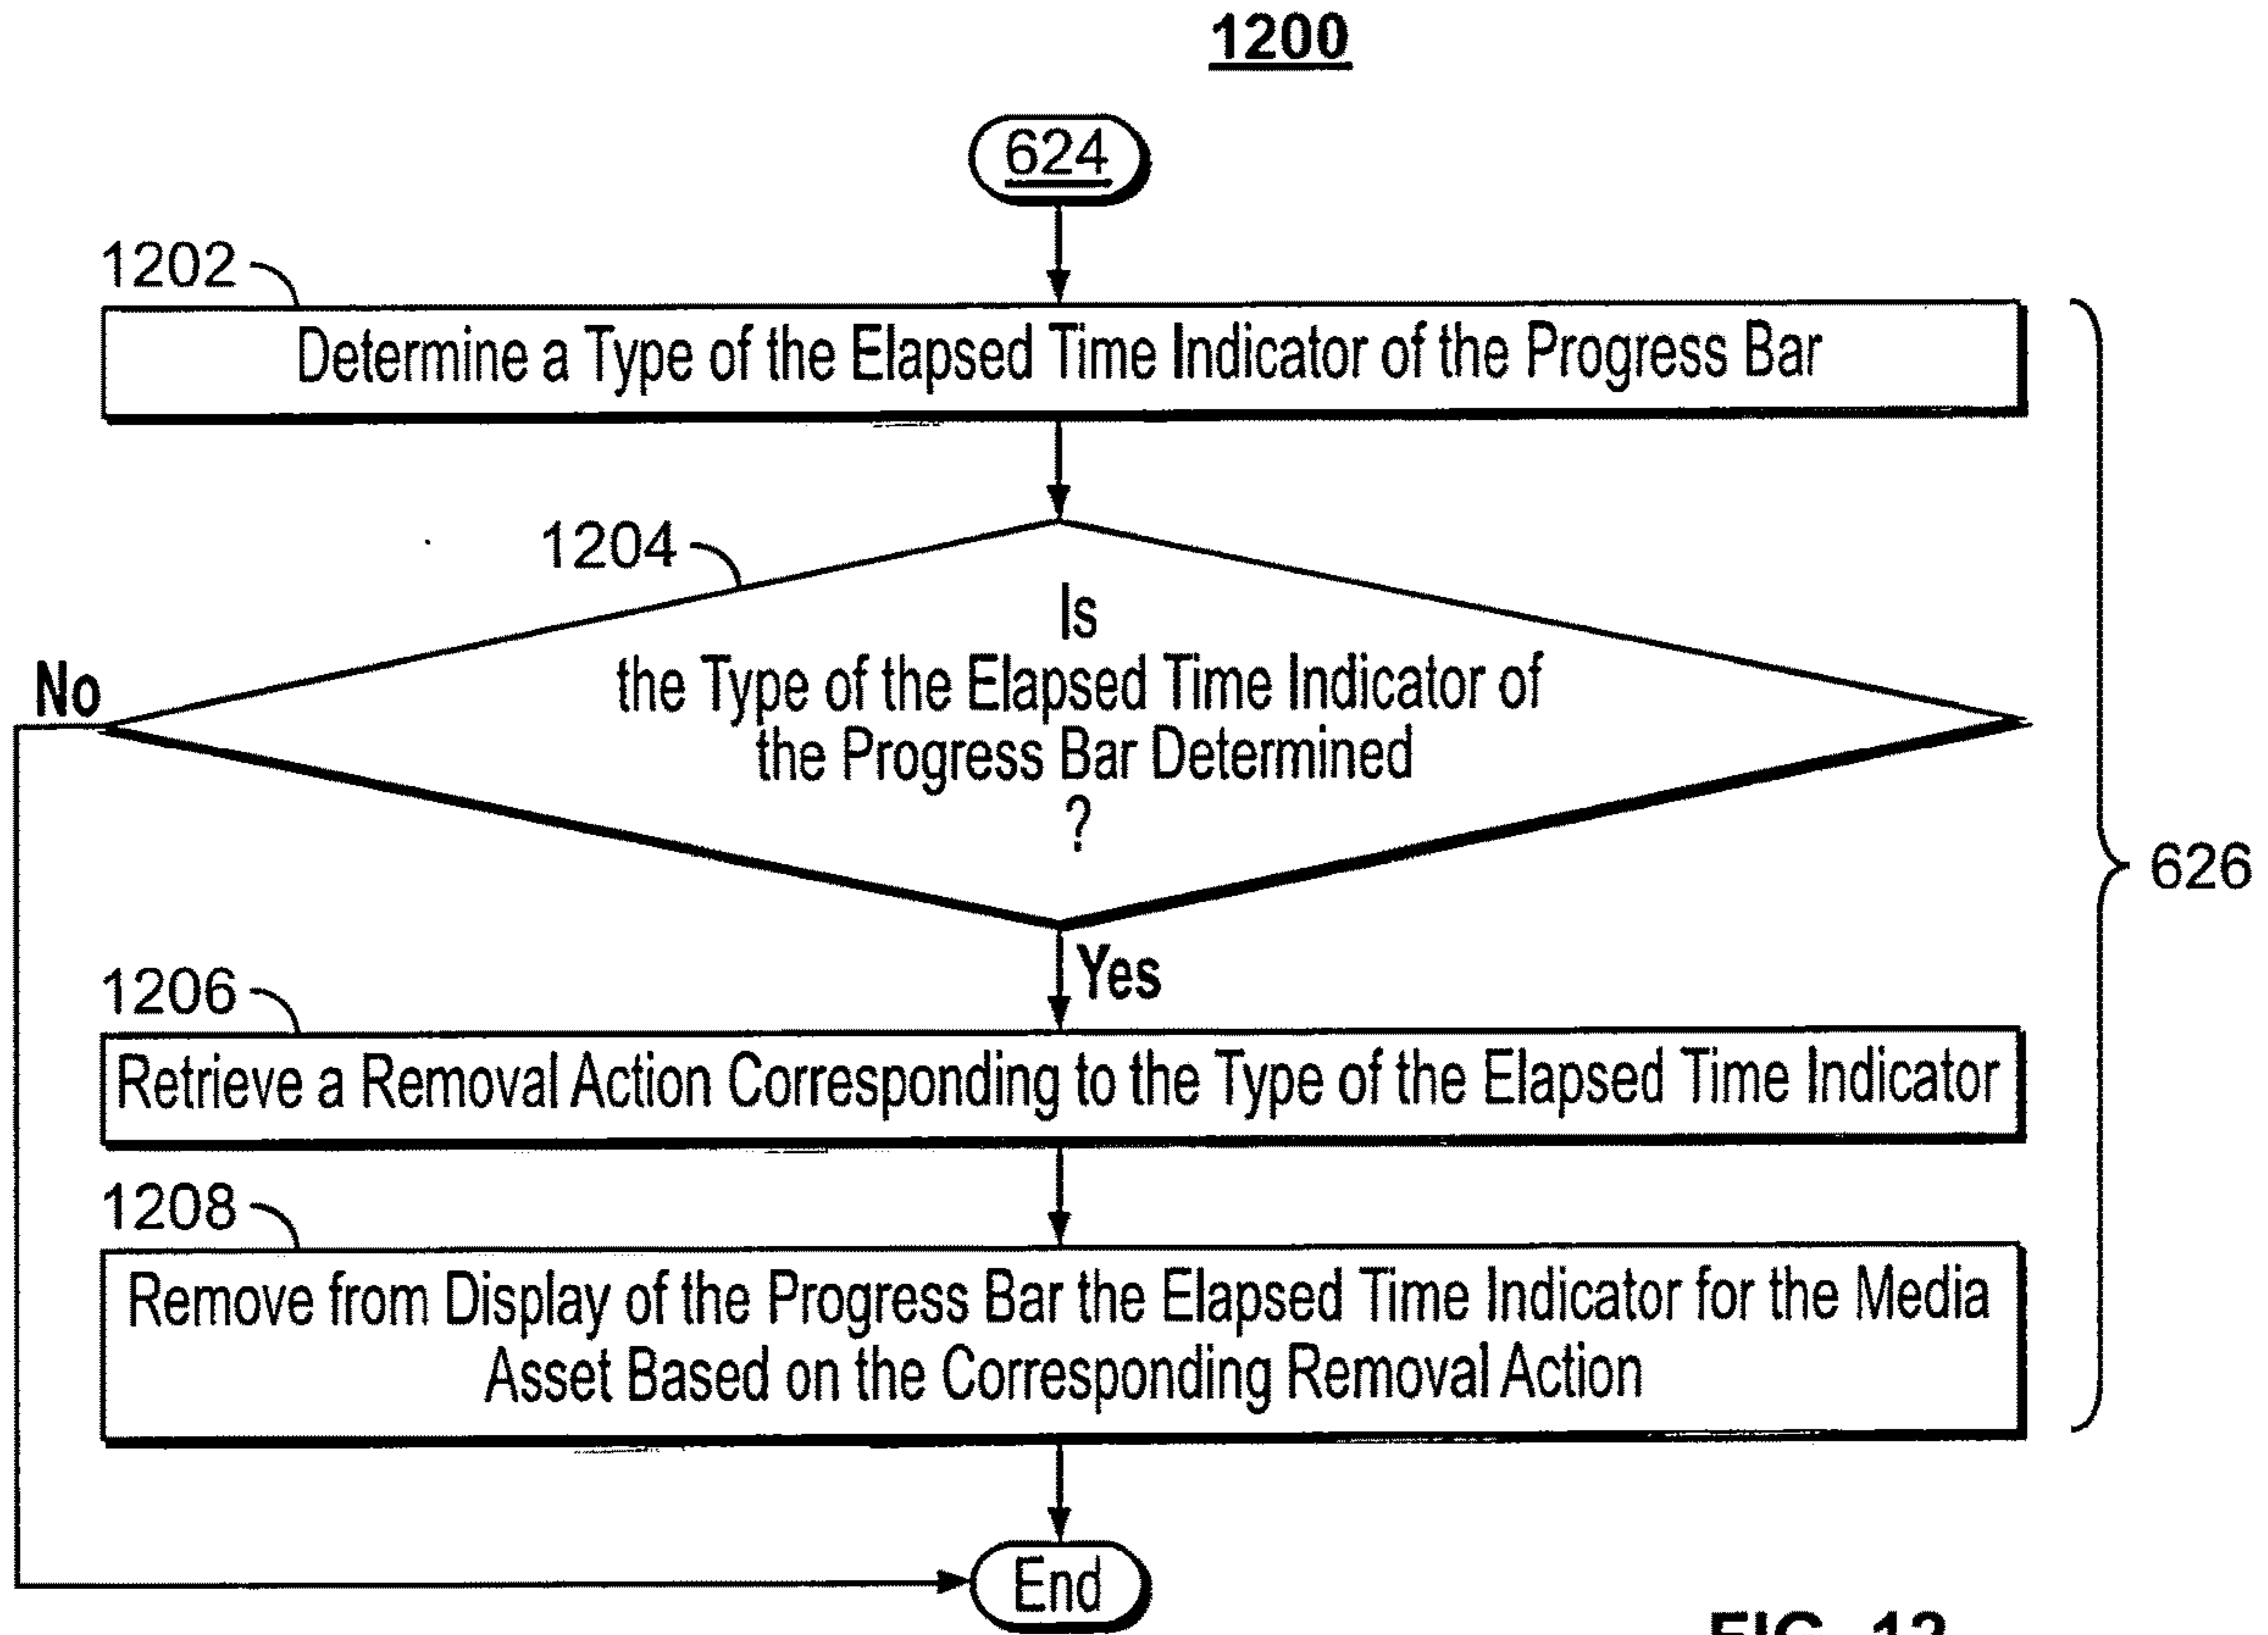 1200
624
1202
Determine a Type of the Elapsed Time Indicator of the Progress Bar
1204
Is
the Type of the Elapsed Time Indicator of
the Progress Bar Determined
?
No
626
Yes
1206
Retrieve a Removal Action Corresponding to the Type of the Elapsed Time Indicator
1208
Remove from Display of the Progress Bar the Elapsed Time Indicator for the Media
Asset Based on the Corresponding Removal Action
End
FIG. 12